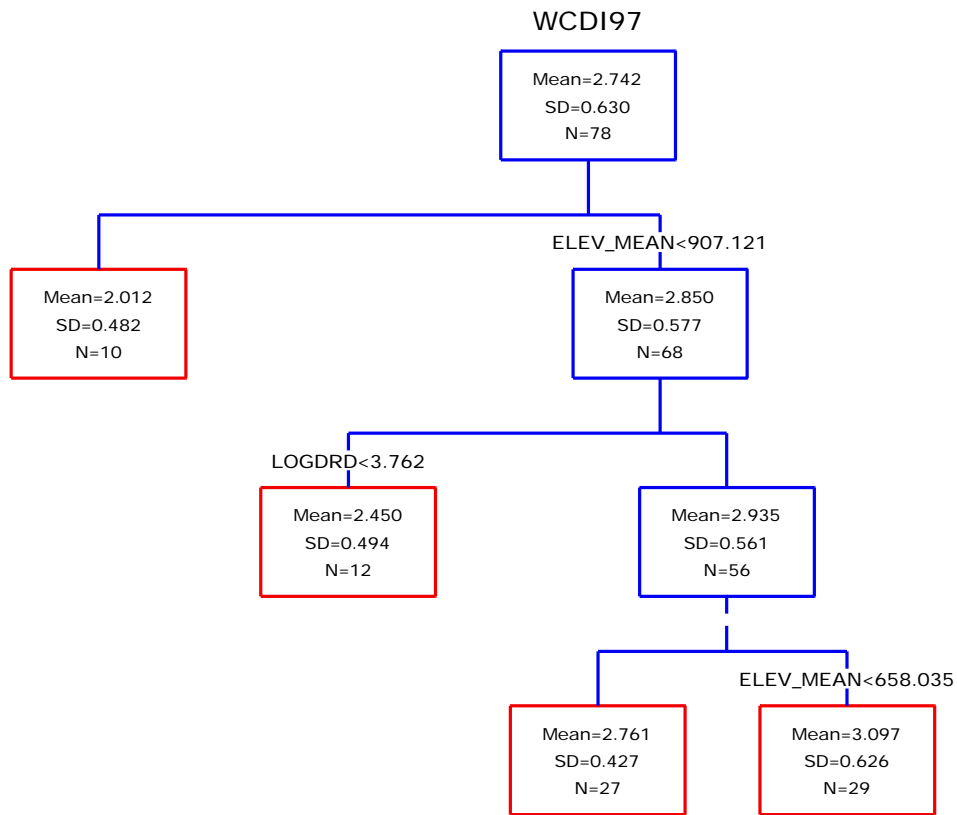 WCDI97
Mean=2.742
SD=0.630
N=78
ELEV_MEAN<907.121
Mean=2.012
SD=0.482
N=10
Mean=2.850
SD=0.577
N=68
LOGDRD<3.762
Mean=2.450
SD=0.494
N=12
Mean=2.935
SD=0.561
N=56
ELEV_MEAN<658.035
Mean=2.761
SD=0.427
N=27
Mean=3.097
SD=0.626
N=29